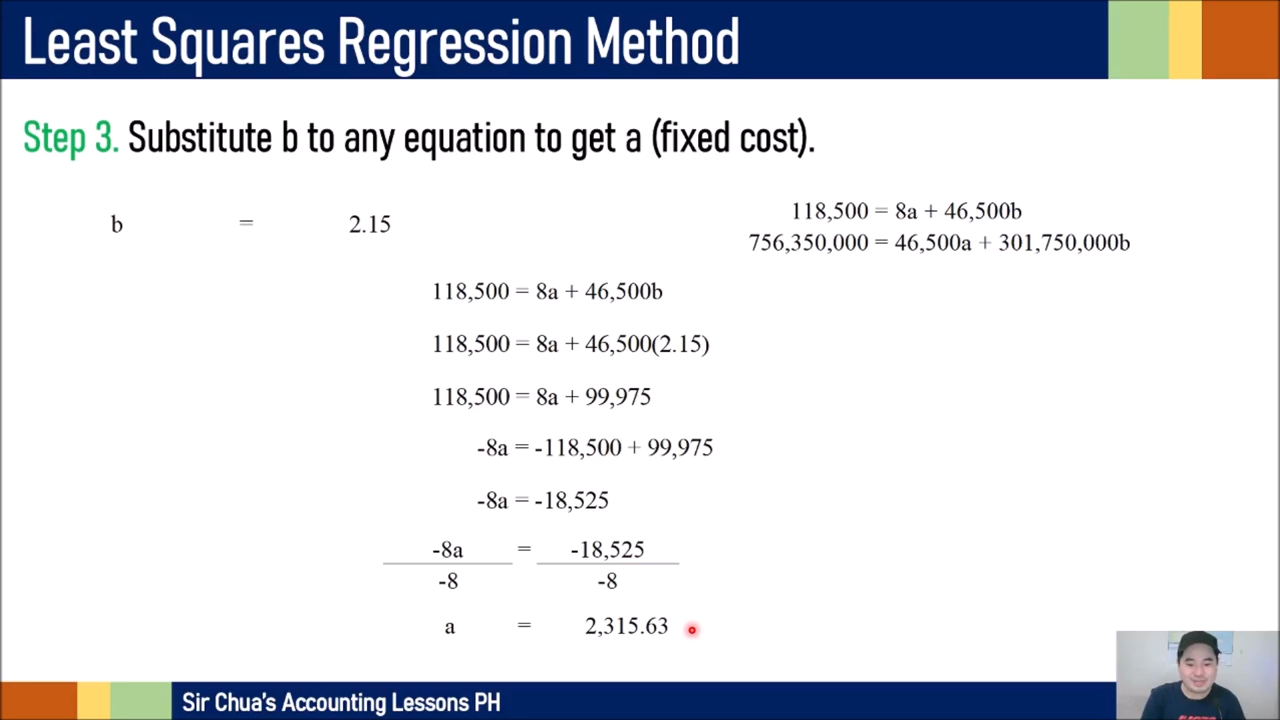 Least Squares Regression Method
Step 3. Substitute b to any equation to get a (fixed cost).
b = 2.15
118,500 = 8a + 46,500b
756,350,000 = 46,500a + 301,750,000b
118,500 = 8a + 46,500b
118,500 = 8a + 46,500(2.15)
118,500 = 8a + 99,975
-8a = -118,500 + 99,975
-8a = -18,525
-8a = -18,525
-8 -8
a = 2,315.63
Sir Chua's Accounting Lessons PH